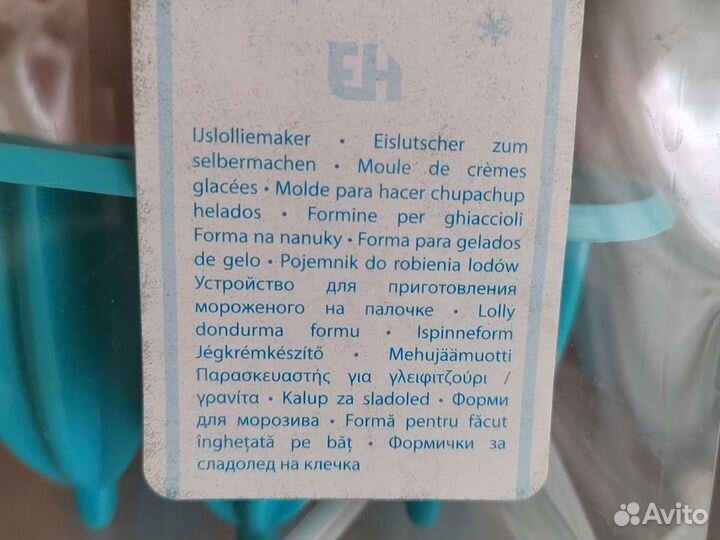 EH
IJslolliemaker • Eislutscher zum
selbermachen • Moule de crèmes
glacées • Molde para hacer chupachup
helados • Formine per ghiaccioli
Forma na nanuky • Forma para gelados
de gelo • Pojemnik do robienia lodów
Устройство для приготовления
мороженого на палочке • Lolly
dondurma formu • Ispinneform
Jégkrémkészítő • Mehujäämuotti
Παρασκευαστής για γλειφιτζούρι /
γρανίτα • Kalup za sladoled • Форми
для морозива • Formă pentru făcut
înghețată pe băț • Формички за
сладолед на клечка
Avito